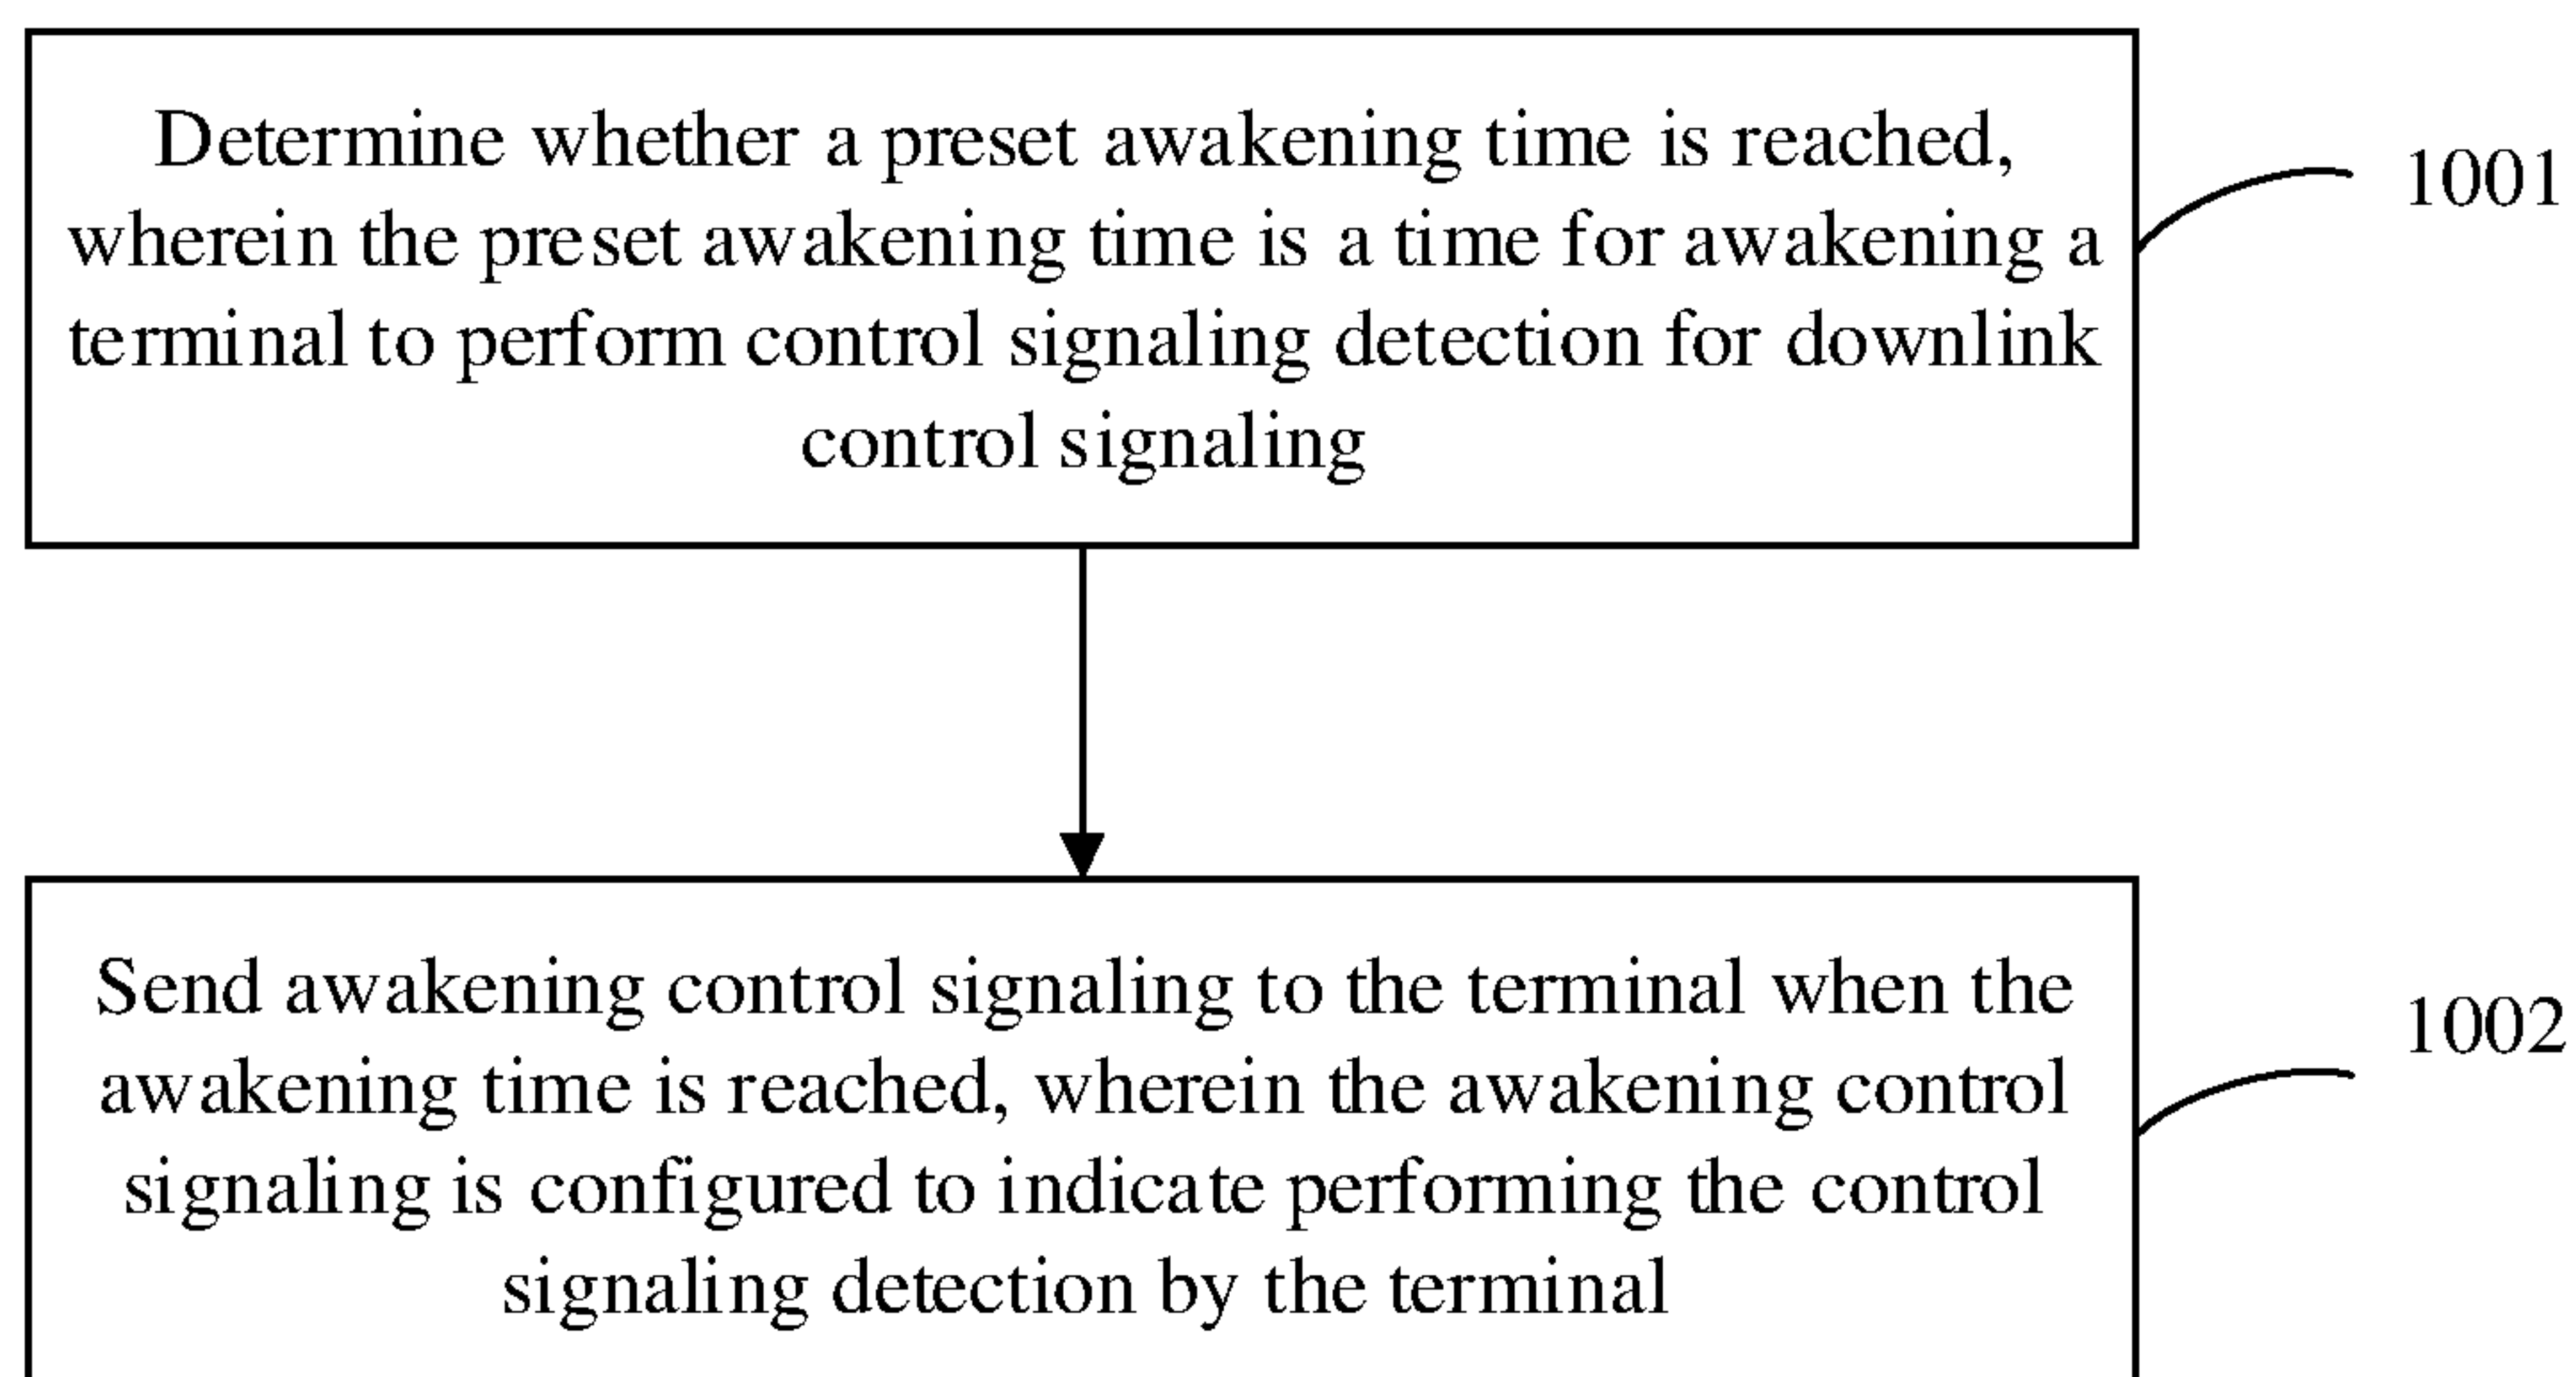 Determine whether a preset awakening time is reached,
wherein the preset awakening time is a time for awakening a
terminal to perform control signaling detection for downlink
control signaling
1001
Send awakening control signaling to the terminal when the
awakening time is reached, wherein the awakening control
signaling is configured to indicate performing the control
signaling detection by the terminal
1002